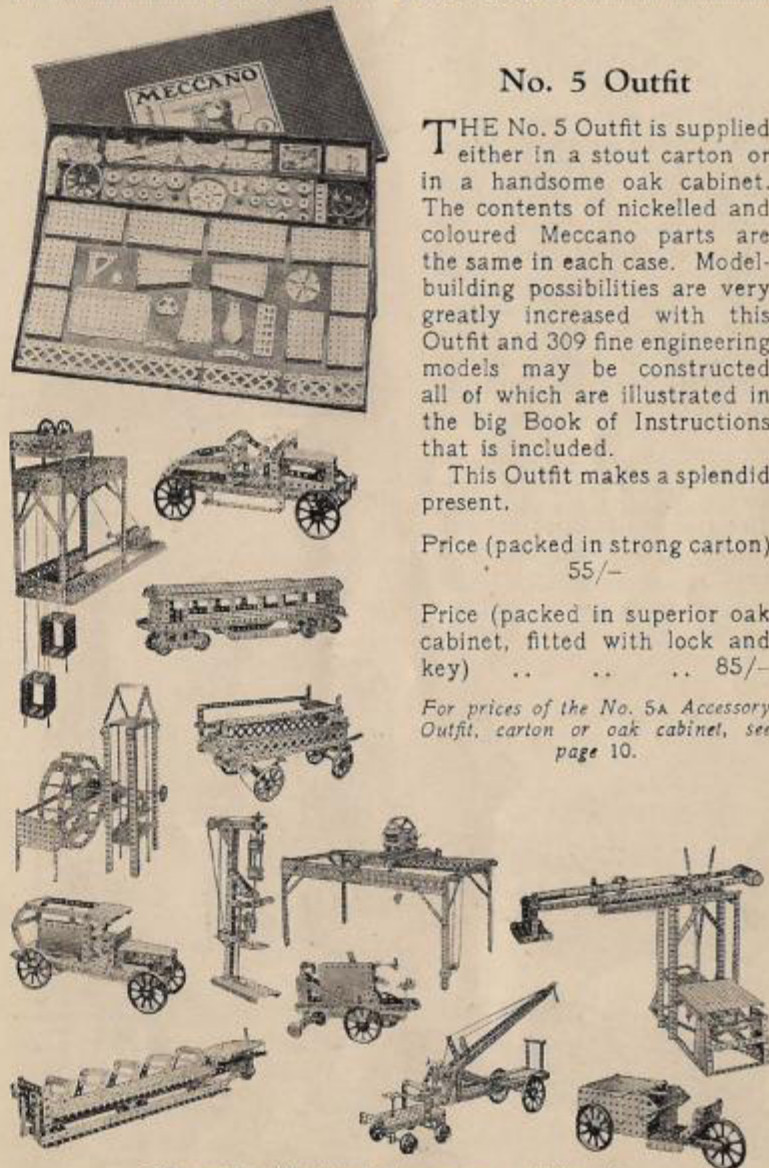 MECCANO
No. 5 Outfit
THE No. 5 Outfit is supplied
either in a stout carton or
in a handsome oak cabinet.
The contents of nickelled and
coloured Meccano parts are
the same in each case. Model-
building possibilities are very
greatly increased with this
Outfit and 309 fine engineering
models may be constructed
all of which are illustrated in
the big Book of Instructions
that is included.
This Outfit makes a splendid
present.
Price (packed in strong carton)
55/–
Price (packed in superior oak
cabinet, fitted with lock and
key) .. .. .. 85/–
For prices of the No. 5A Accessory
Outfit, carton or oak cabinet, see
page 10.